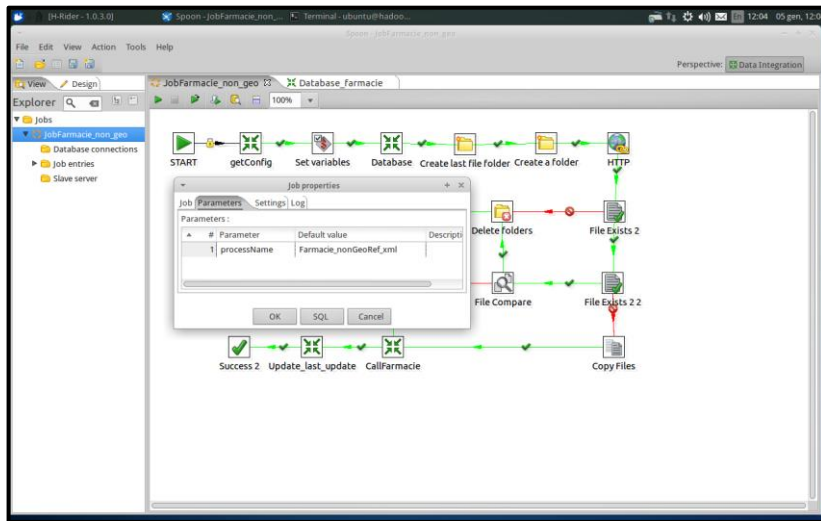 [H-Rider - 1.0.3.0]
Spoon - JobFarmacie_non_...
Terminal - ubuntu@hadoo...
En
12:04
05 gen, 12:0
Spoon - JobFarmacie_non_geo
File Edit View Action Tools Help
Perspective: Data Integration
View
Design
JobFarmacie_non_geo
Database_farmacie
Explorer
100%
Jobs
JobFarmacie_non_geo
Database connections
Job entries
Slave server
START
getConfig
Set variables
Database
Create last file folder
Create a folder
HTTP
Job properties
Job Parameters Settings Log
Parameters :
# Parameter Default value Descripti
1 processName Farmacie_nonGeoRef_xml
OK SQL Cancel
Delete folders
File Exists 2
File Compare
File Exists 2 2
Success 2
Update_last_update
CallFarmacie
Copy Files